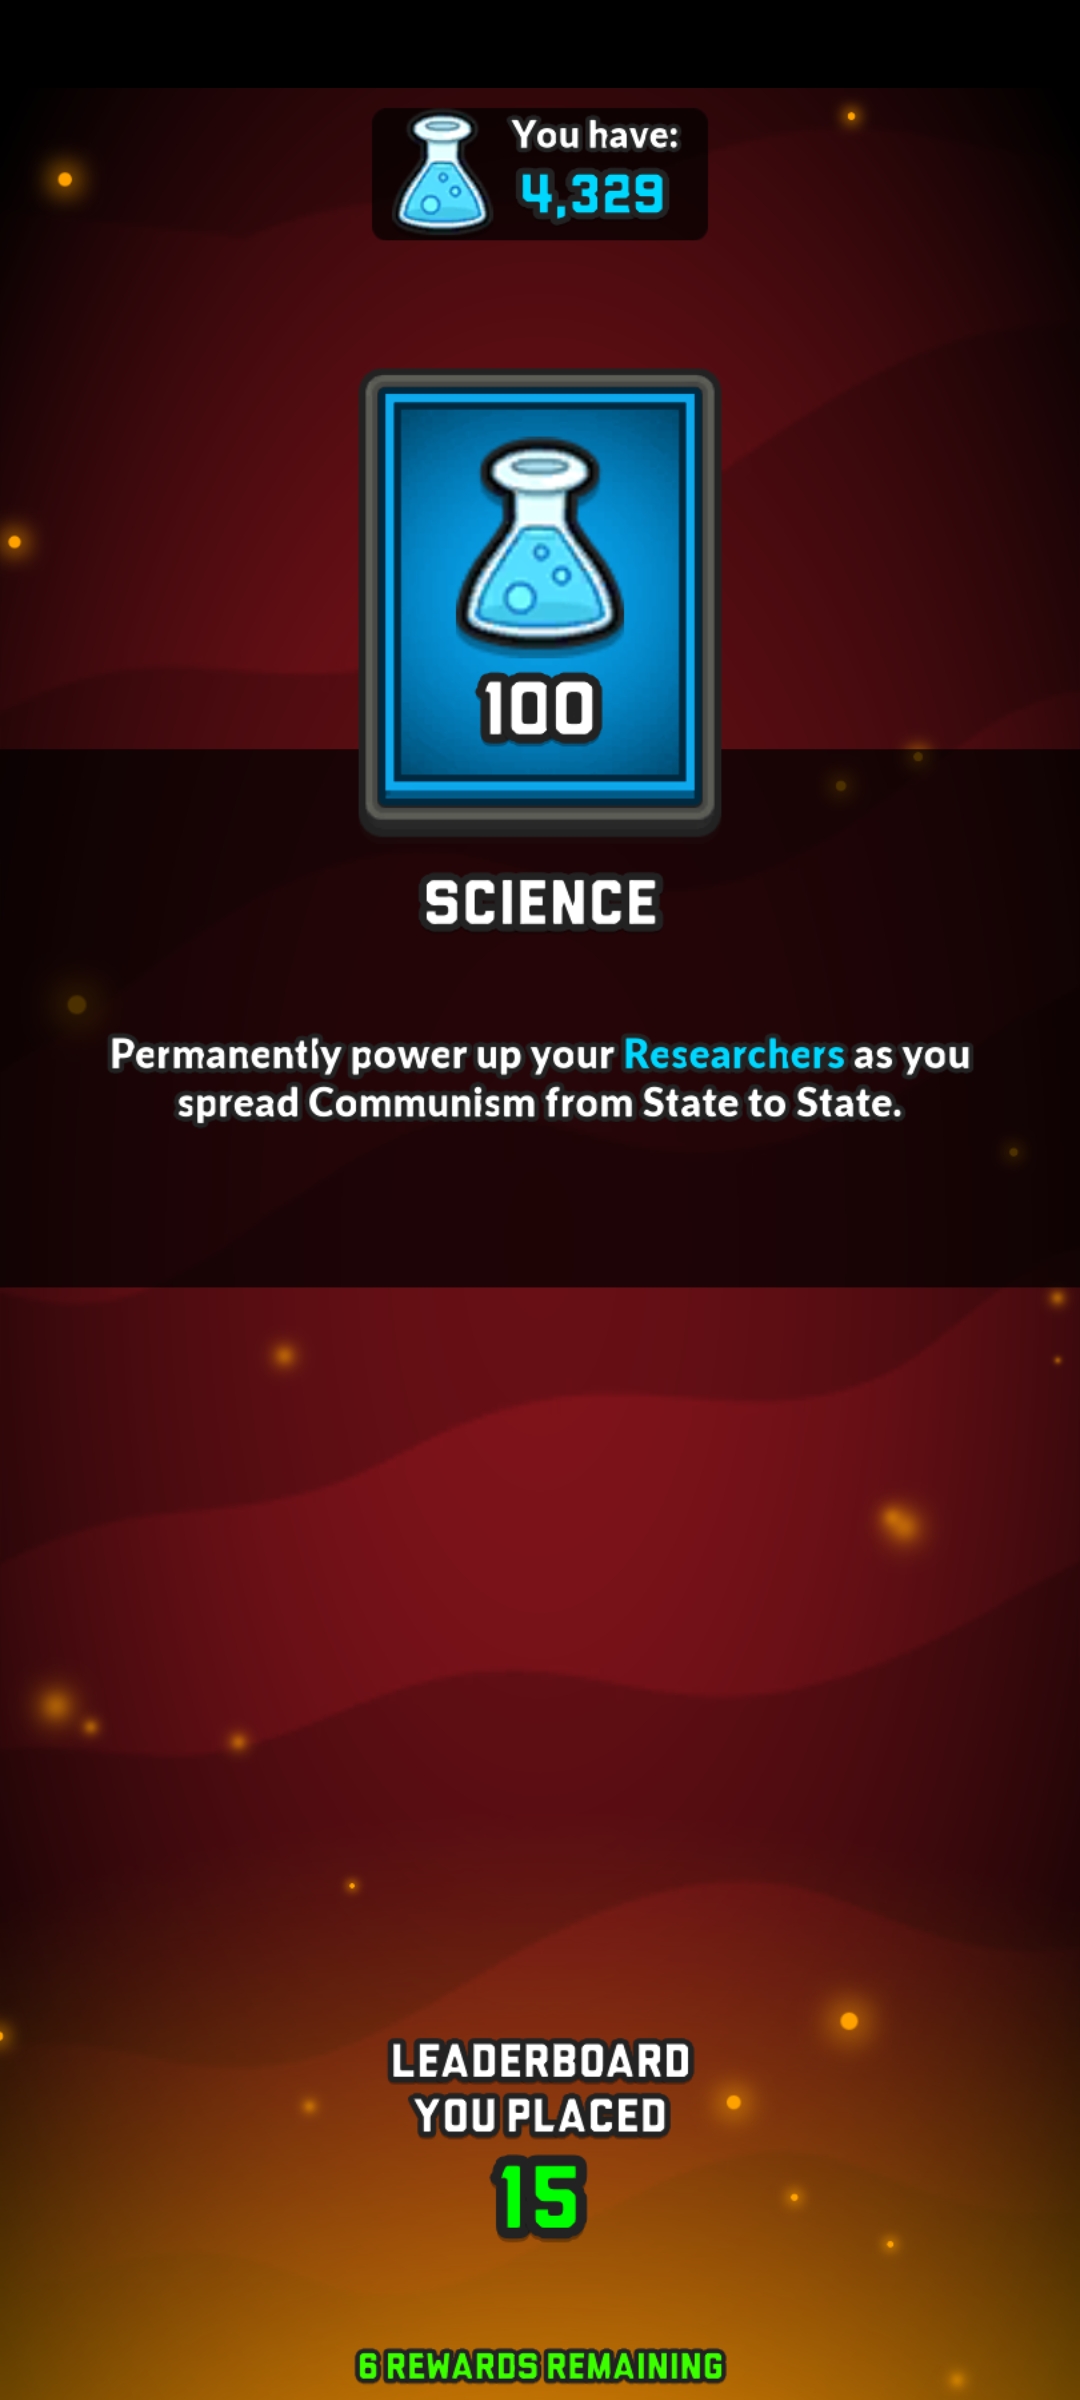 You have:
4,329
100
SCIENCE
Permanently power up your Researchers as you
spread Communism from State to State.
LEADERBOARD
YOU PLACED
15
6 REWARDS REMAINING